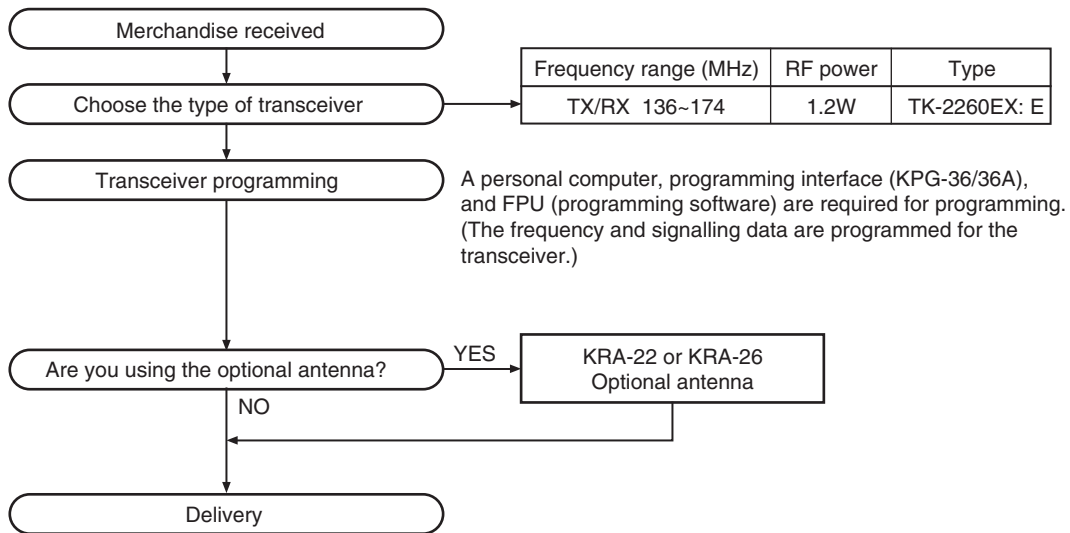 Merchandise received
Choose the type of transceiver
Frequency range (MHz) RF power Type
TX/RX 136~174 1.2W TK-2260EX: E
Transceiver programming
A personal computer, programming interface (KPG-36/36A),
and FPU (programming software) are required for programming.
(The frequency and signalling data are programmed for the
transceiver.)
Are you using the optional antenna?
YES
KRA-22 or KRA-26
Optional antenna
NO
Delivery